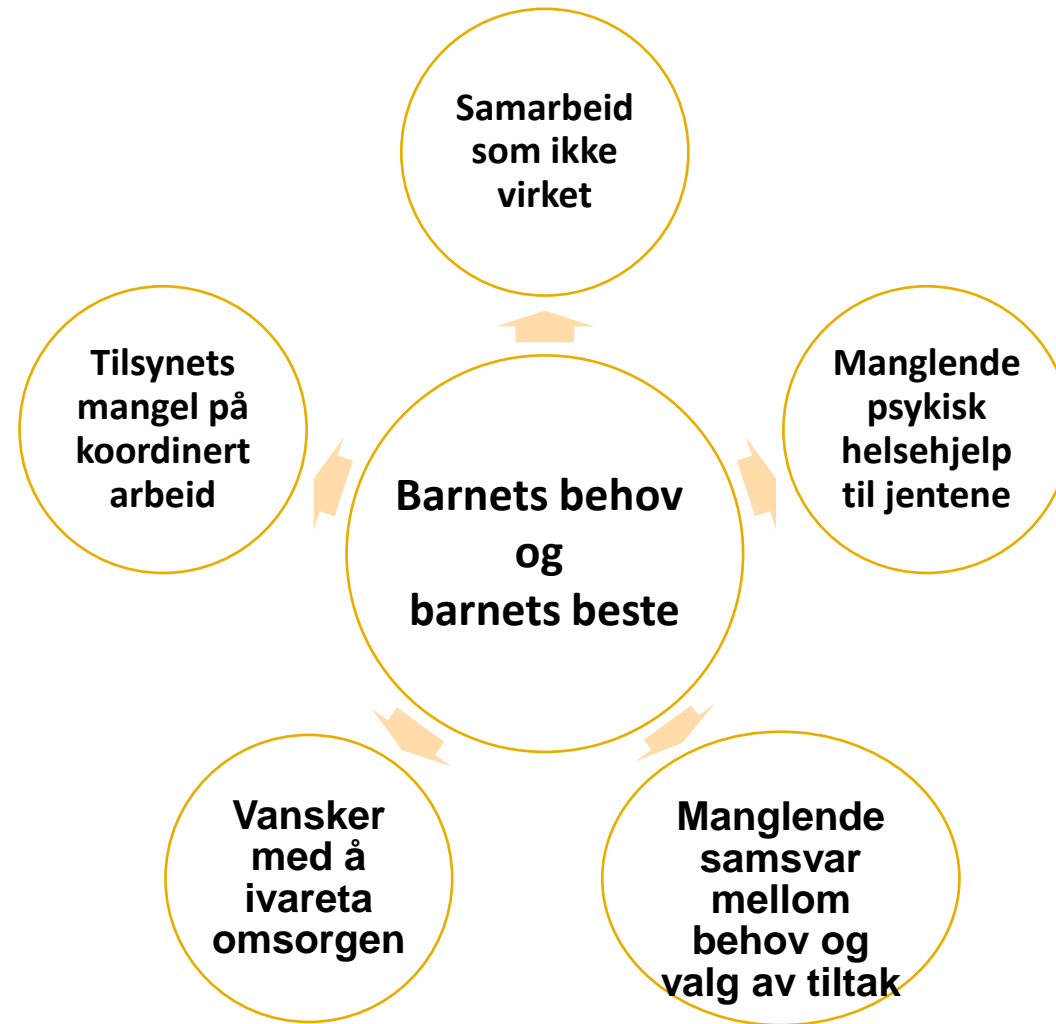 Samarbeid
som ikke
virket
Tilsynets
mangel på
koordinert
arbeid
Manglende
psykisk
helsehjelp
til jentene
Barnets behov
og
barnets beste
Vansker
med å
ivareta
omsorgen
Manglende
samsvar
mellom
behov og
valg av tiltak